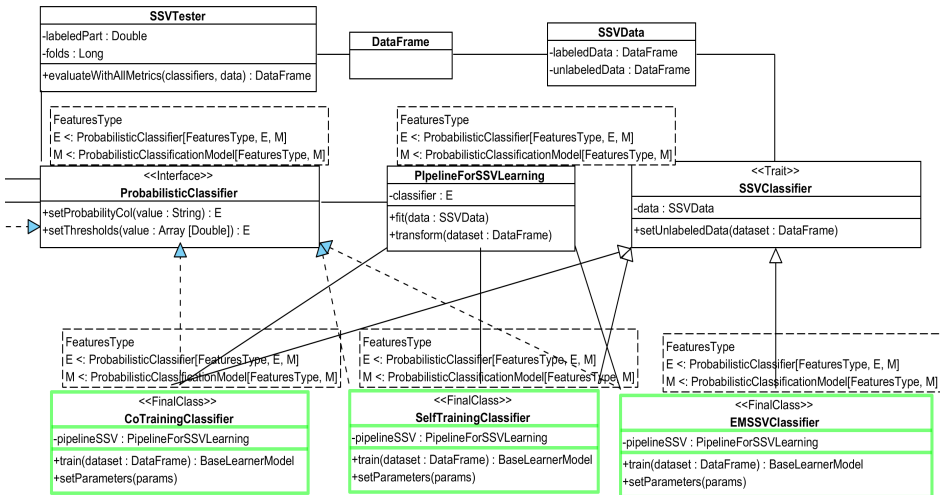 SSVTester
-labeledPart : Double
-folds : Long
+evaluateWithAllMetrics(classifiers, data) : DataFrame
DataFrame
SSVData
-labeledData : DataFrame
-unlabeledData : DataFrame
FeaturesType
E <: ProbabilisticClassifier[FeaturesType, E, M]
M <: ProbabilisticClassificationModel[FeaturesType, M]
FeaturesType
E <: ProbabilisticClassifier[FeaturesType, E, M]
M <: ProbabilisticClassificationModel[FeaturesType, M]
<<Interface>>
ProbabilisticClassifier
+setProbabilityCol(value : String) : E
+setThresholds(value : Array [Double]) : E
PIpelineForSSVLearning
-classifier : E
+fit(data : SSVData)
+transform(dataset : DataFrame)
<<Trait>>
SSVClassifier
-data : SSVData
+setUnlabeledData(dataset : DataFrame)
FeaturesType
E <: ProbabilisticClassifier[FeaturesType, E, M]
M <: ProbabilisticClassificationModel[FeaturesType, M]
FeaturesType
E <: ProbabilisticClassifier[FeaturesType, E, M]
M <: ProbabilisticClassificationModel[FeaturesType, M]
FeaturesType
E <: ProbabilisticClassifier[FeaturesType, E, M]
M <: ProbabilisticClassificationModel[FeaturesType, M]
<<FinalClass>>
CoTrainingClassifier
-pipelineSSV : PipelineForSSVLearning
+train(dataset : DataFrame) : BaseLearnerModel
+setParameters(params)
<<FinalClass>>
SelfTrainingClassifier
-pipelineSSV : PipelineForSSVLearning
+train(dataset : DataFrame) : BaseLearnerModel
+setParameters(params)
<<FinalClass>>
EMSSVClassifier
-pipelineSSV : PipelineForSSVLearning
+train(dataset : DataFrame) : BaseLearnerModel
+setParameters(params)